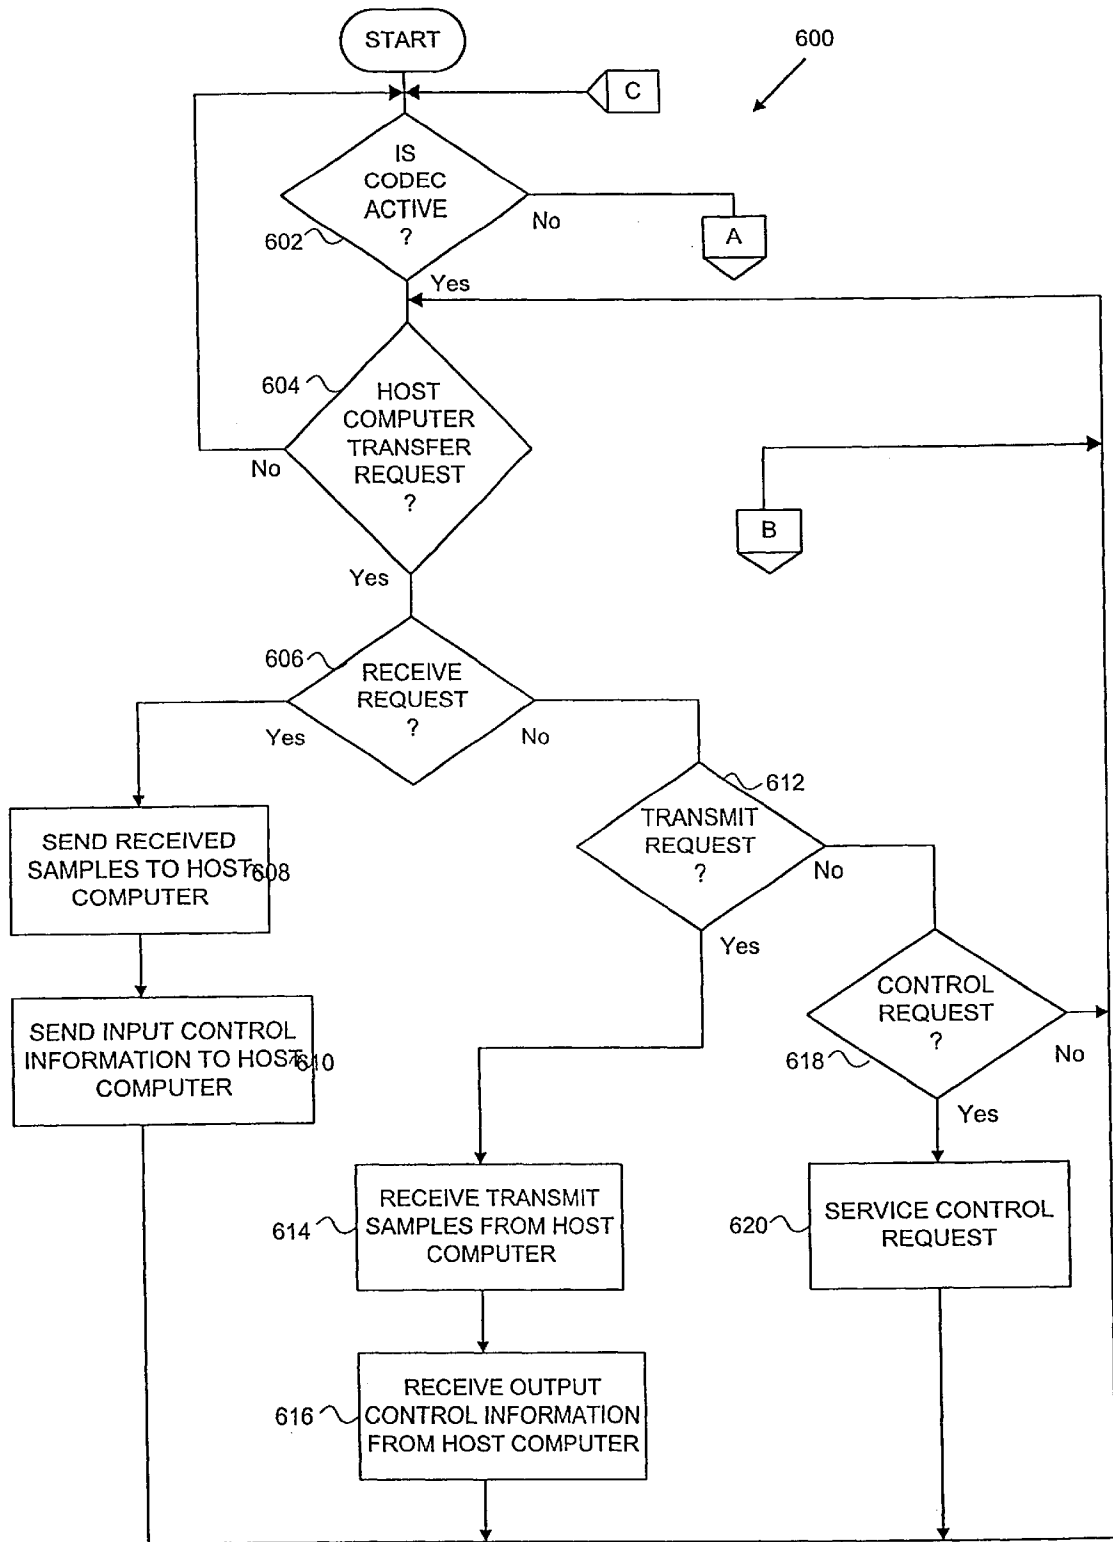 START
600
C
IS
CODEC
ACTIVE
?
602
No
A
Yes
604
HOST
COMPUTER
TRANSFER
REQUEST
?
No
B
Yes
606
RECEIVE
REQUEST
?
Yes
No
612
TRANSMIT
REQUEST
?
No
Yes
SEND RECEIVED
SAMPLES TO HOST
COMPUTER
608
CONTROL
REQUEST
?
618
No
Yes
SEND INPUT CONTROL
INFORMATION TO HOST
COMPUTER
610
RECEIVE TRANSMIT
SAMPLES FROM HOST
COMPUTER
614
SERVICE CONTROL
REQUEST
620
RECEIVE OUTPUT
CONTROL INFORMATION
FROM HOST COMPUTER
616